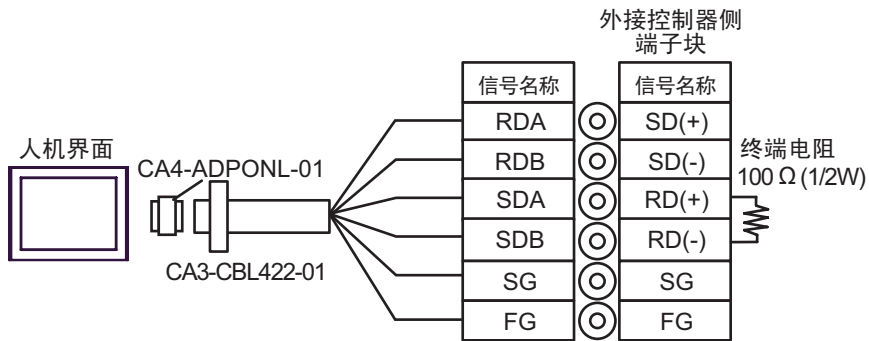 外接控制器侧
端子块
信号名称
信号名称
RDA
SD(+)
人机界面
RDB
SD(-)
终端电阻
CA4-ADPONL-01
100 Ω (1/2W)
SDA
RD(+)
SDB
RD(-)
CA3-CBL422-01
SG
SG
FG
FG